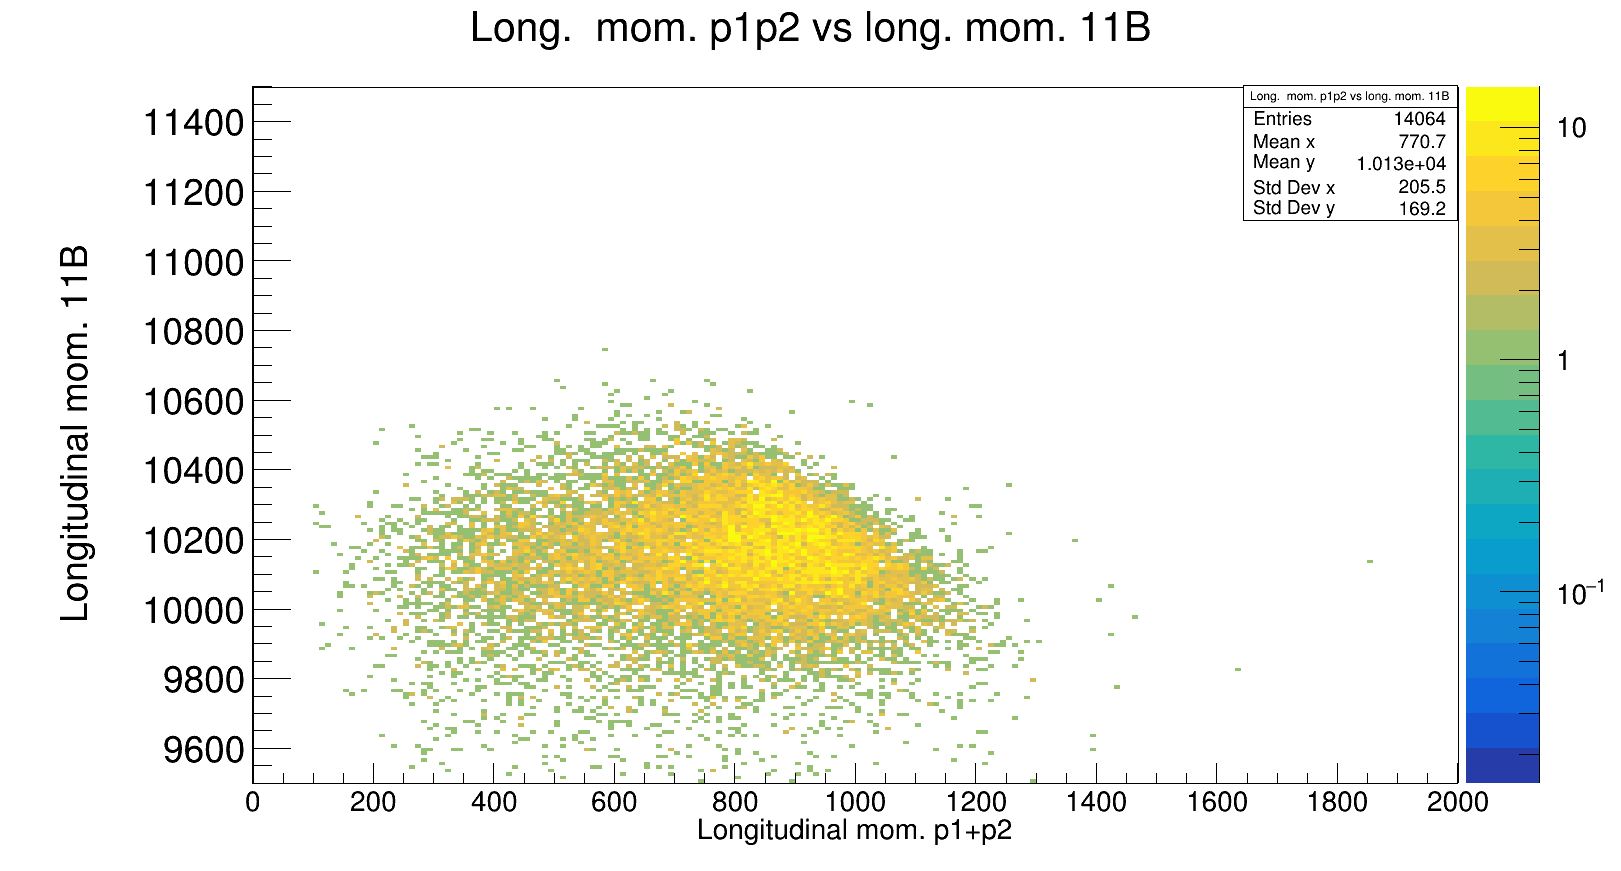 Long.  mom. p1p2 vs long. mom. 11B
Long.  mom. p1p2 vs long. mom. 11B
Entries 14064
Mean x 770.7
Mean y 1.013e+04
Std Dev x 205.5
Std Dev y 169.2
Longitudinal mom. 11B
11400
11200
11000
10800
10600
10400
10200
10000
9800
9600
10
1
10−1
0 200 400 600 800 1000 1200 1400 1600 1800 2000
Longitudinal mom. p1+p2